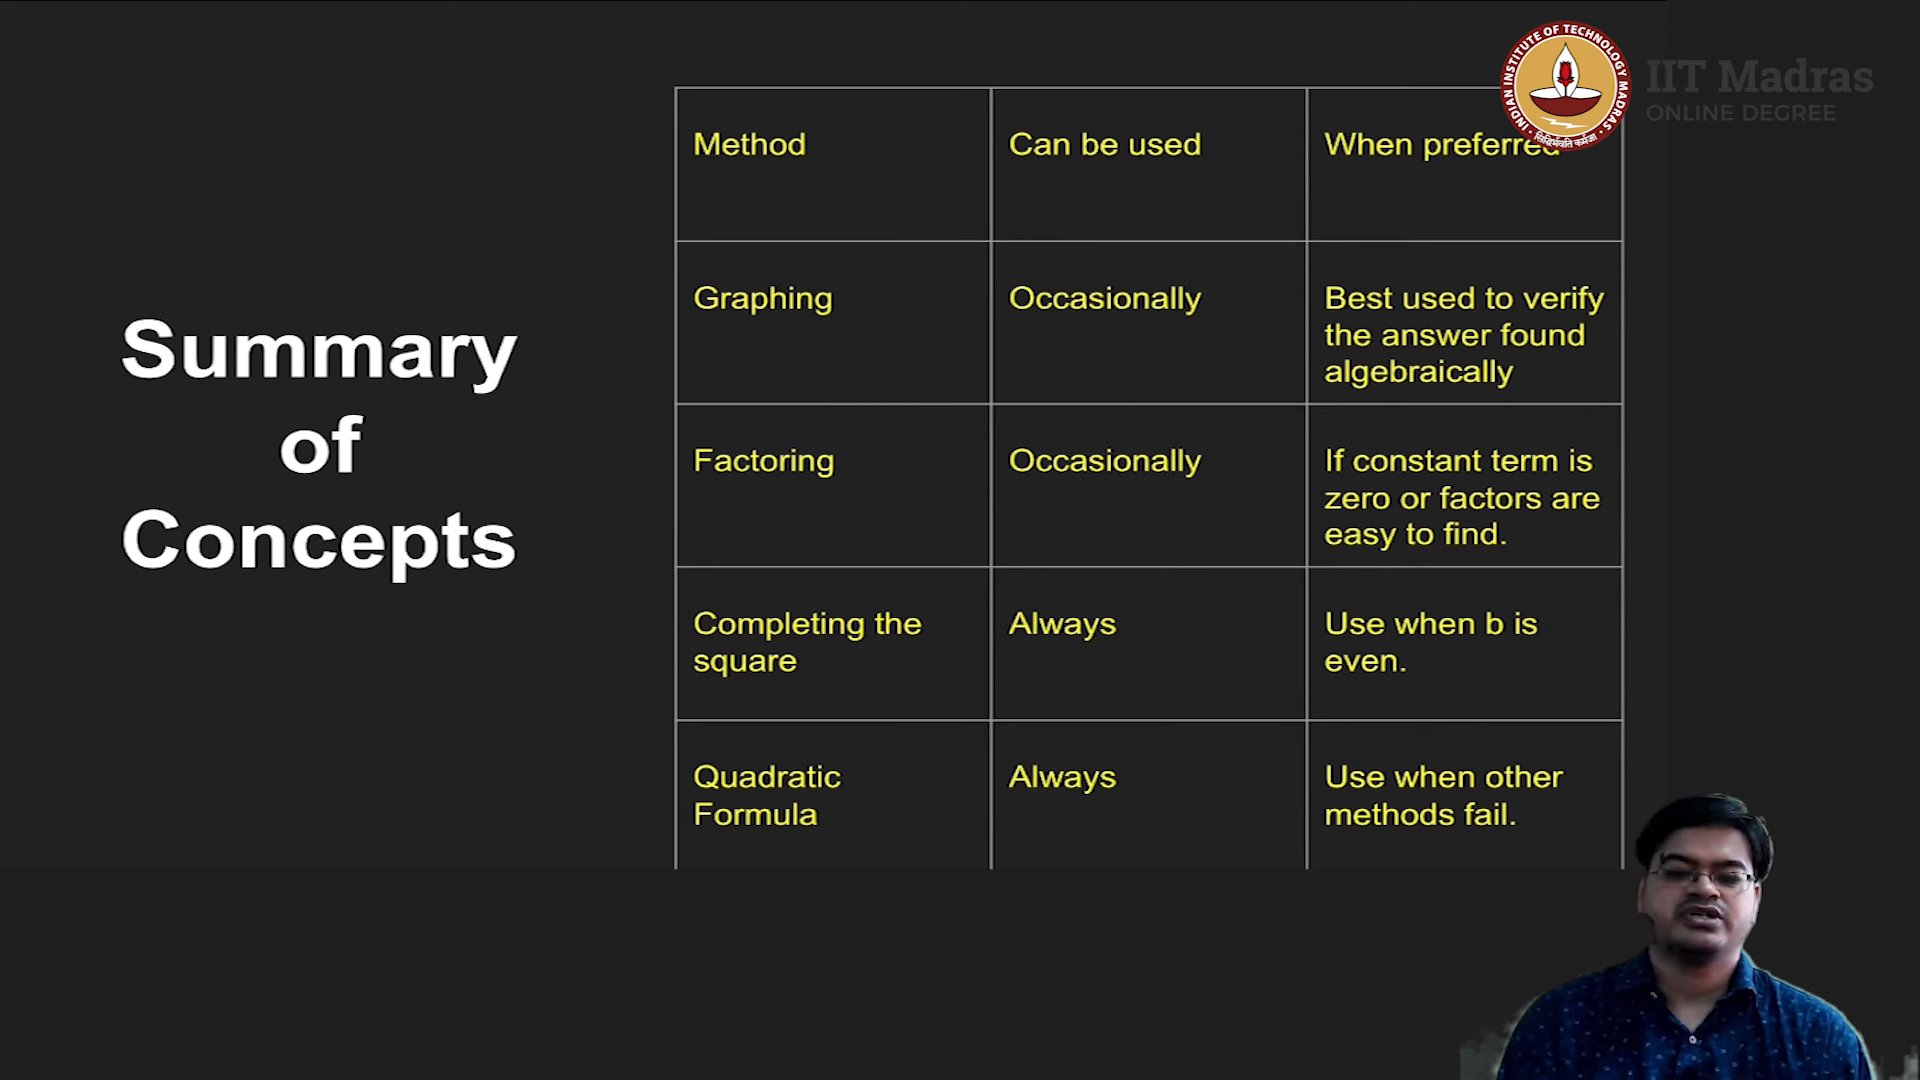 INDIAN INSTITUTE OF TECHNOLOGY MADRAS
सिद्धिर्भवति कर्मजा
IIT Madras
ONLINE DEGREE
Summary
of
Concepts
Method
Can be used
When preferred
Graphing
Occasionally
Best used to verify
the answer found
algebraically
Factoring
Occasionally
If constant term is
zero or factors are
easy to find.
Completing the
square
Always
Use when b is
even.
Quadratic
Formula
Always
Use when other
methods fail.